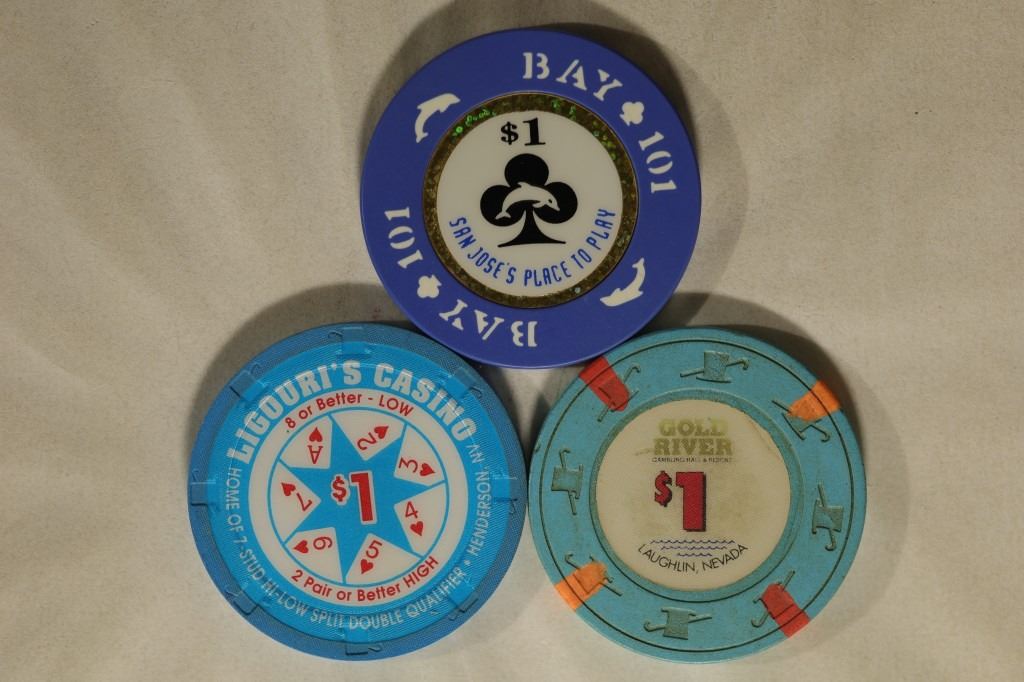 BAY ♣ 101
$1
SAN JOSE'S PLACE TO PLAY
BAY ♣ 101
LIGOURI'S CASINO
8 or Better - LOW
A♥
2♥
3♥
4♥
5♥
6♥
7♥
$1
2 Pair or Better HIGH
HOME OF 7-STUD HI-LOW SPLIT DOUBLE QUALIFIER • HENDERSON, NV
GOLD
RIVER
GAMBLING HALL & RESORT
$1
LAUGHLIN, NEVADA